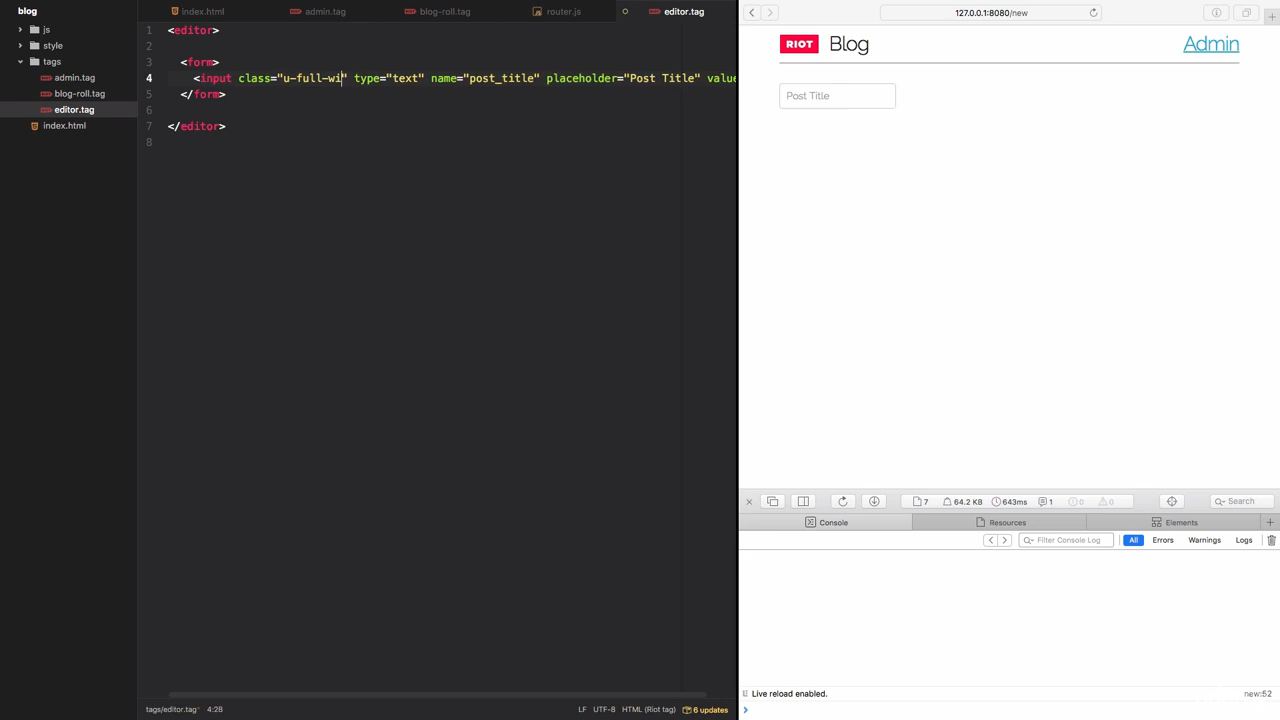 blog
js
style
tags
admin.tag
blog-roll.tag
editor.tag
index.html
index.html
admin.tag
blog-roll.tag
router.js
editor.tag
1 <editor>
2
3 <form>
4 <input class="u-full-wi" type="text" name="post_title" placeholder="Post Title" value
5 </form>
6
7 </editor>
8
tags/editor.tag* 4:28
LF UTF-8 HTML (Riot tag) 6 updates
127.0.0.1:8080/new
RIOT Blog
Admin
Post Title
7 64.2 KB 643ms 1 0 0 Search
Console Resources Elements
Filter Console Log All Errors Warnings Logs
Live reload enabled. new:52